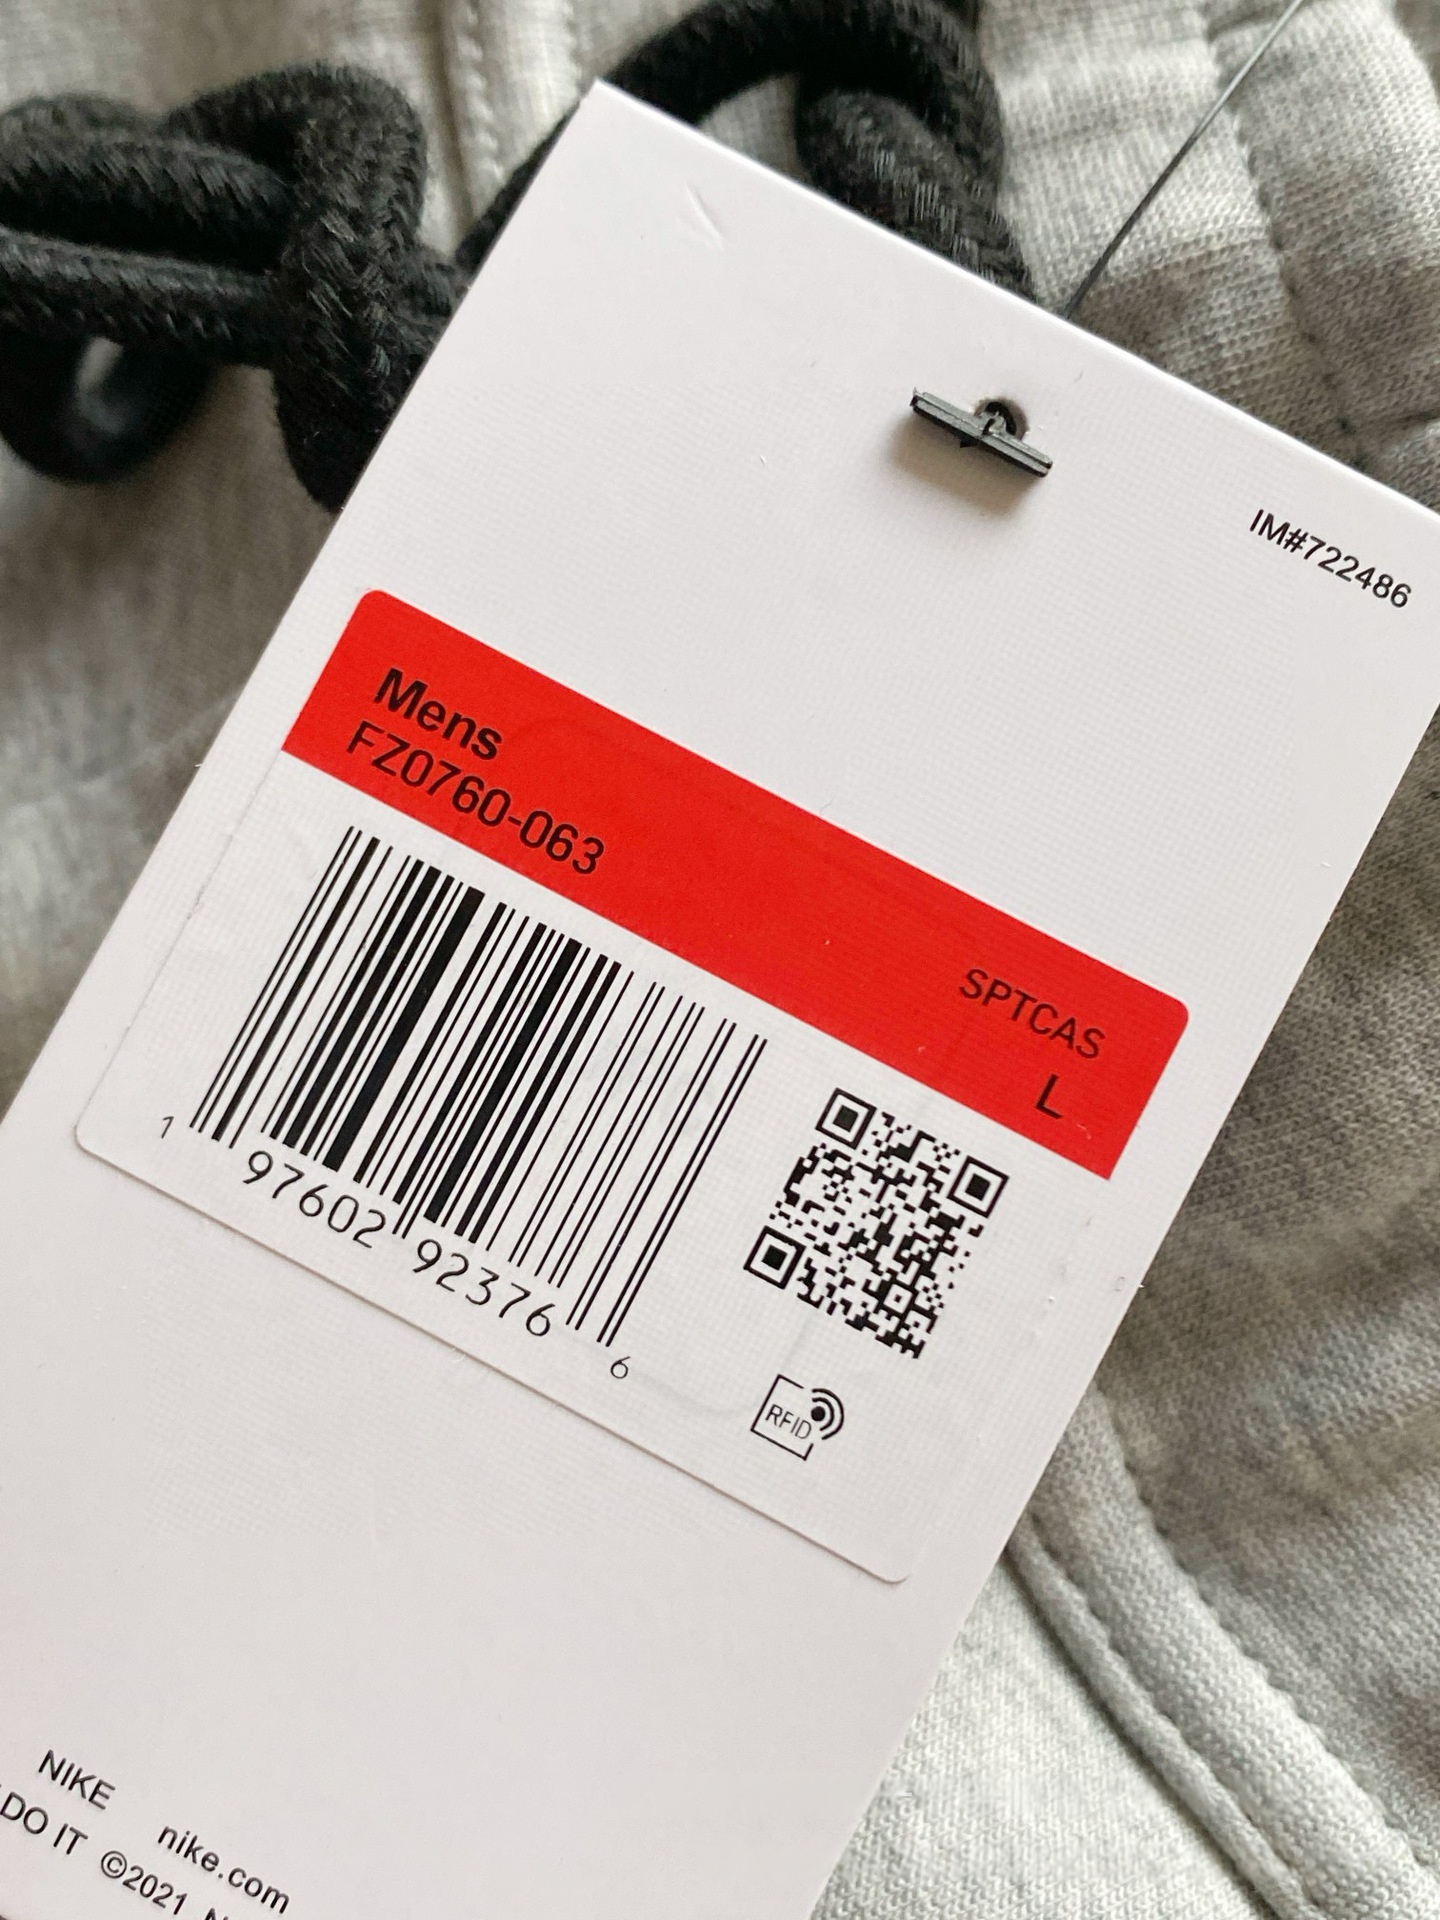 IM#722486
Mens
FZ0760-063
SPTCAS
L
1 97602 92376 6
RFID
NIKE nike.com
DO IT ©2021 N